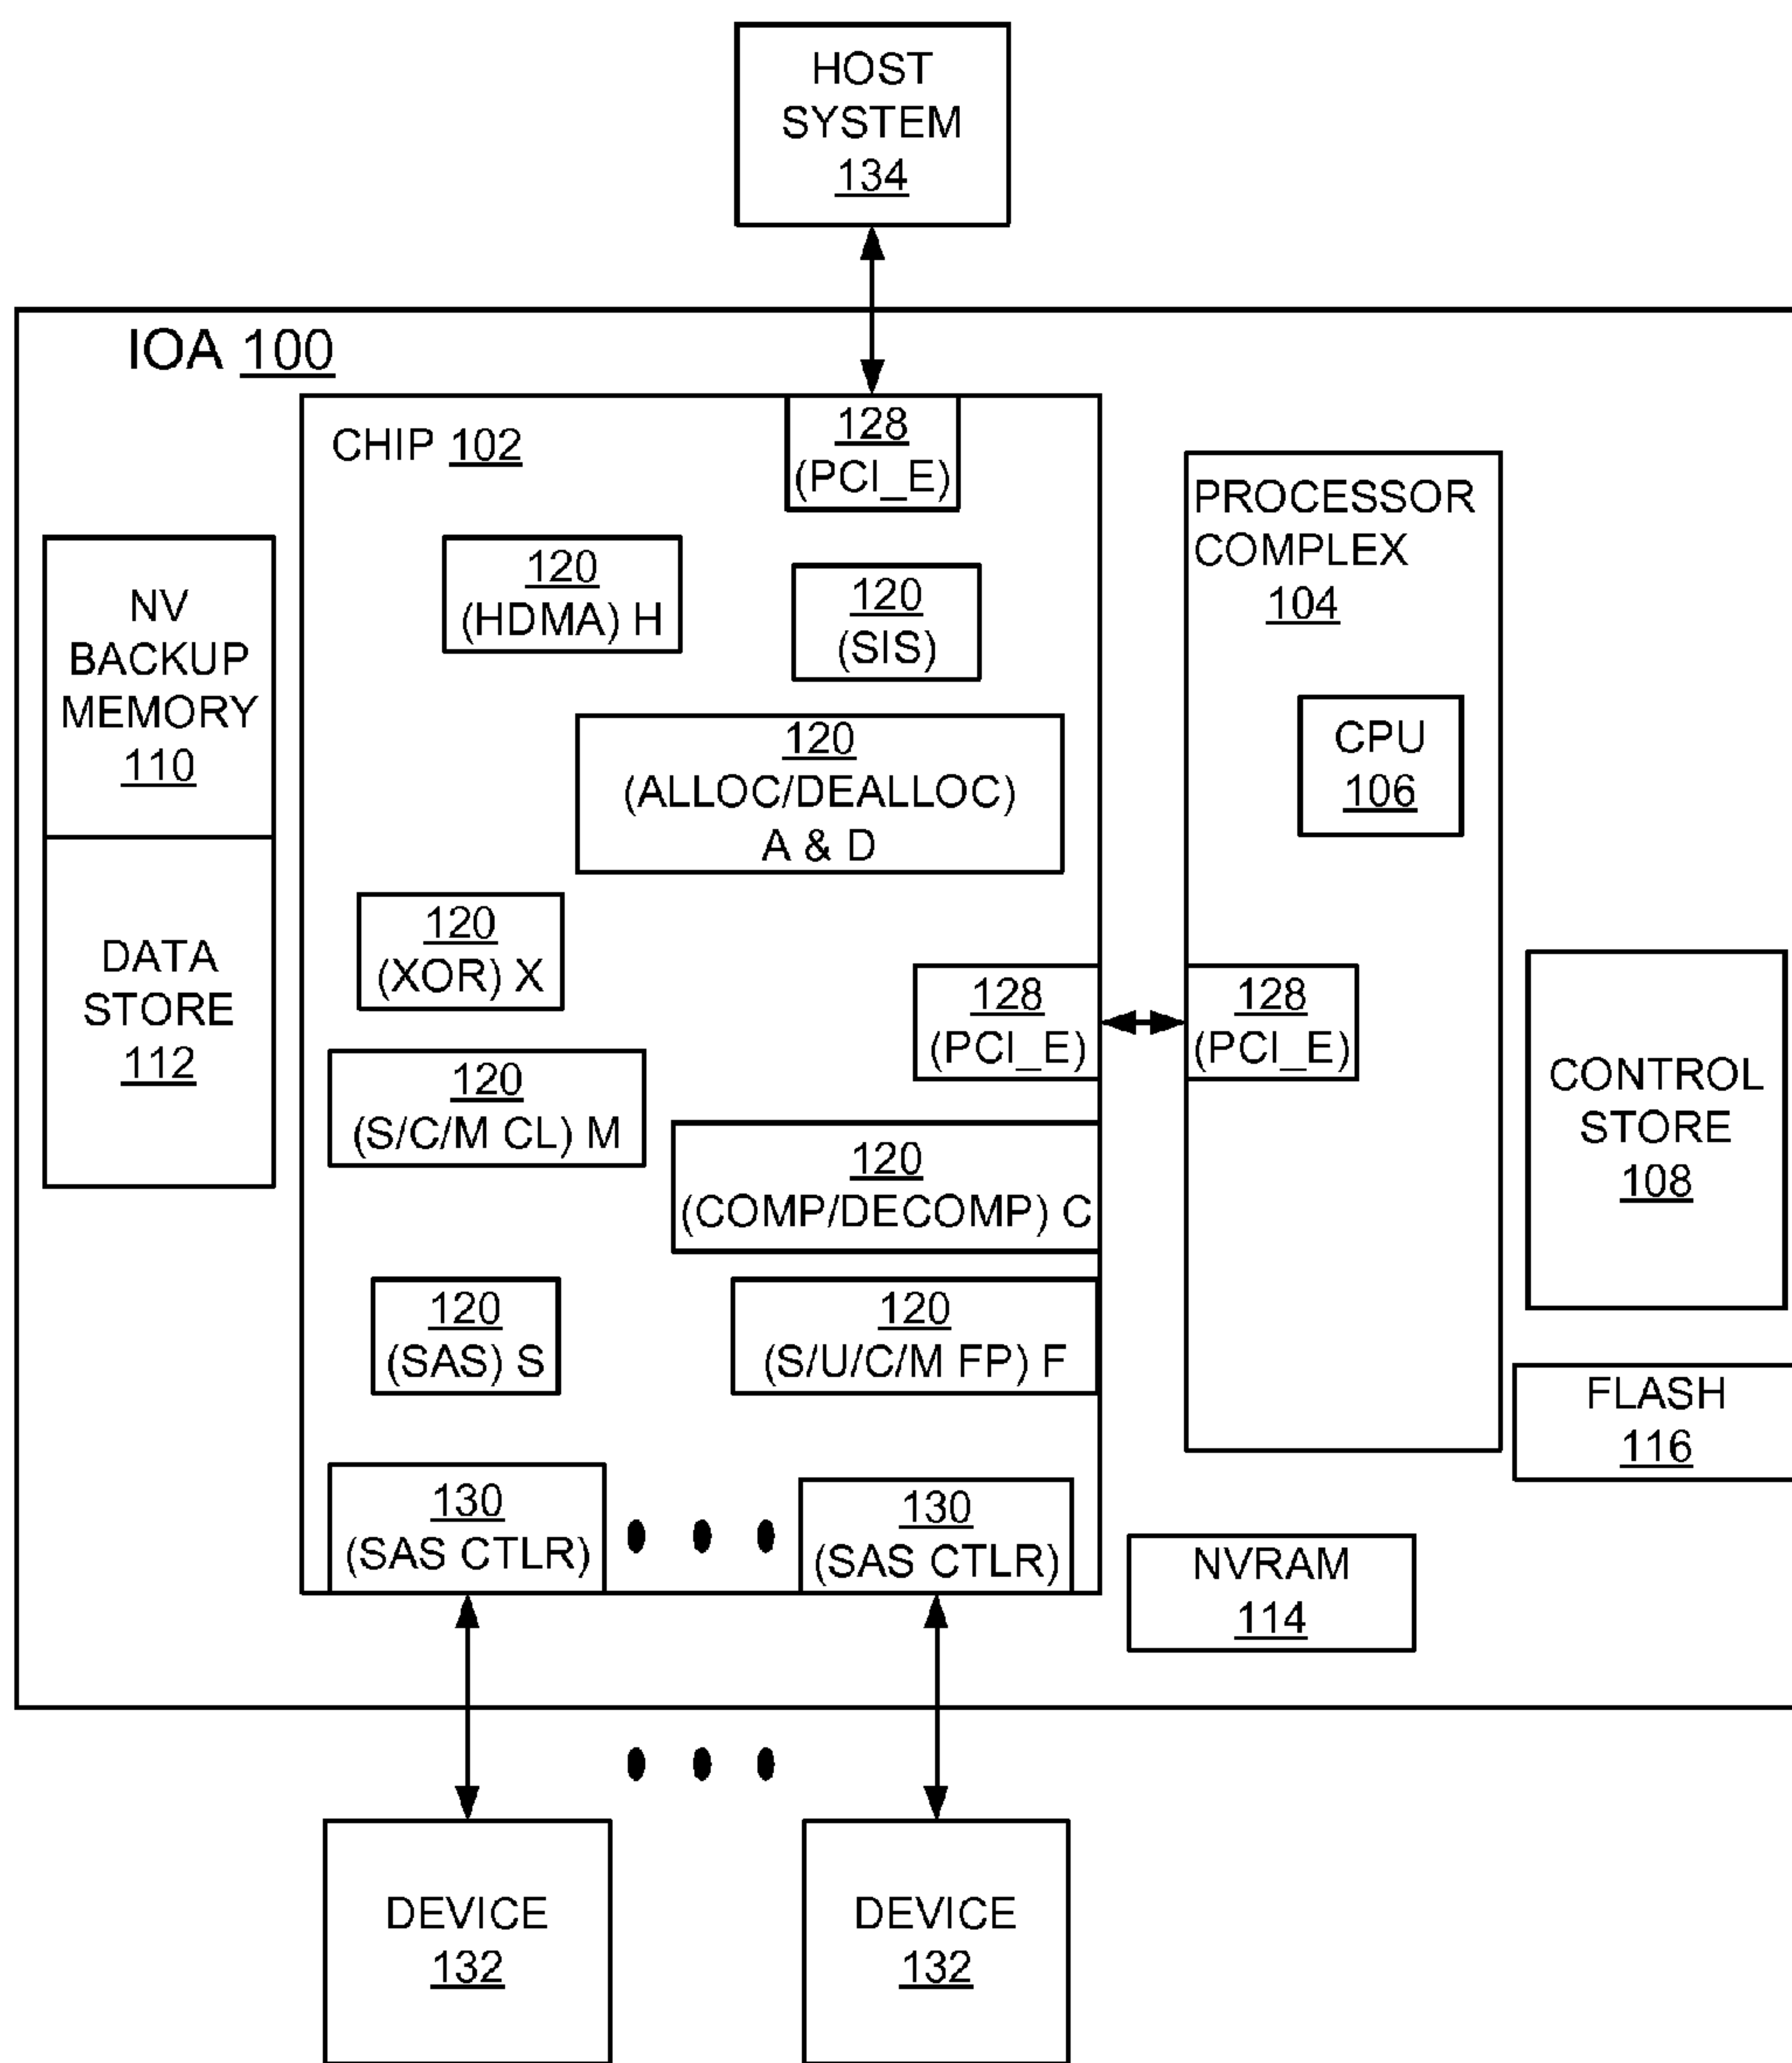 HOST
SYSTEM
134
IOA 100
CHIP 102
128
(PCI_E)
PROCESSOR
COMPLEX
104
NV
BACKUP
MEMORY
110
120
(HDMA) H
120
(SIS)
CPU
106
120
(ALLOC/DEALLOC)
A & D
DATA
STORE
112
120
(XOR) X
128
(PCI_E)
128
(PCI_E)
CONTROL
STORE
108
120
(S/C/M CL) M
120
(COMP/DECOMP) C
120
(SAS) S
120
(S/U/C/M FP) F
FLASH
116
130
(SAS CTLR)
130
(SAS CTLR)
NVRAM
114
DEVICE
132
DEVICE
132